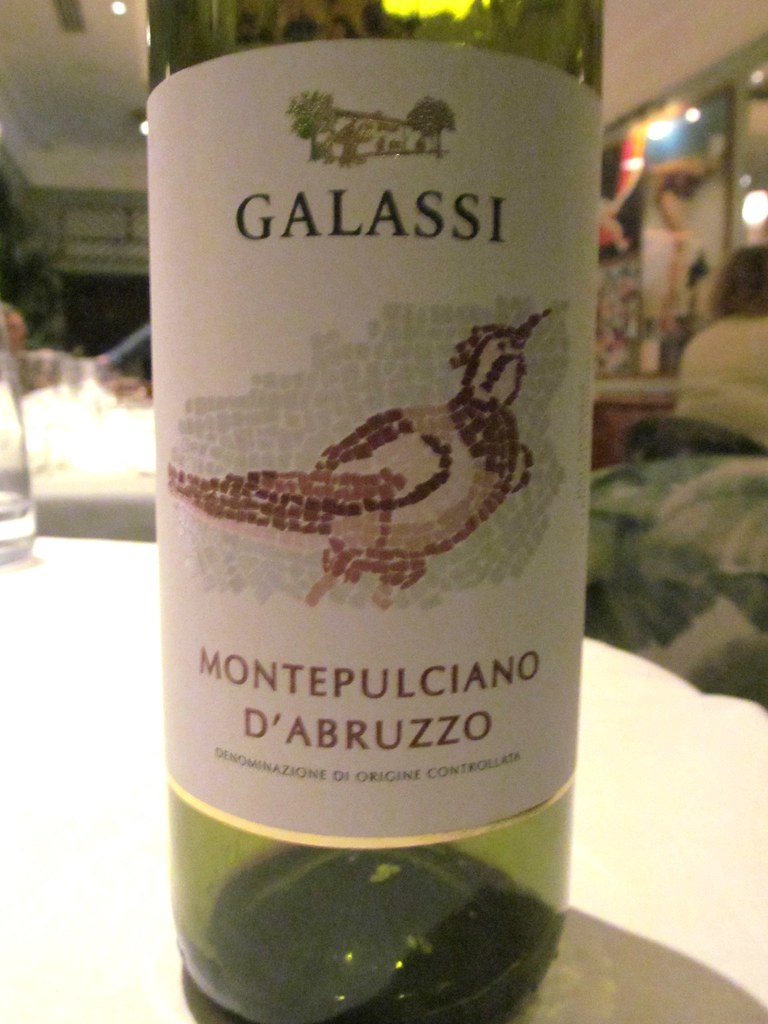 GALASSI
MONTEPULCIANO
D'ABRUZZO
DENOMINAZIONE DI ORIGINE CONTROLLATA